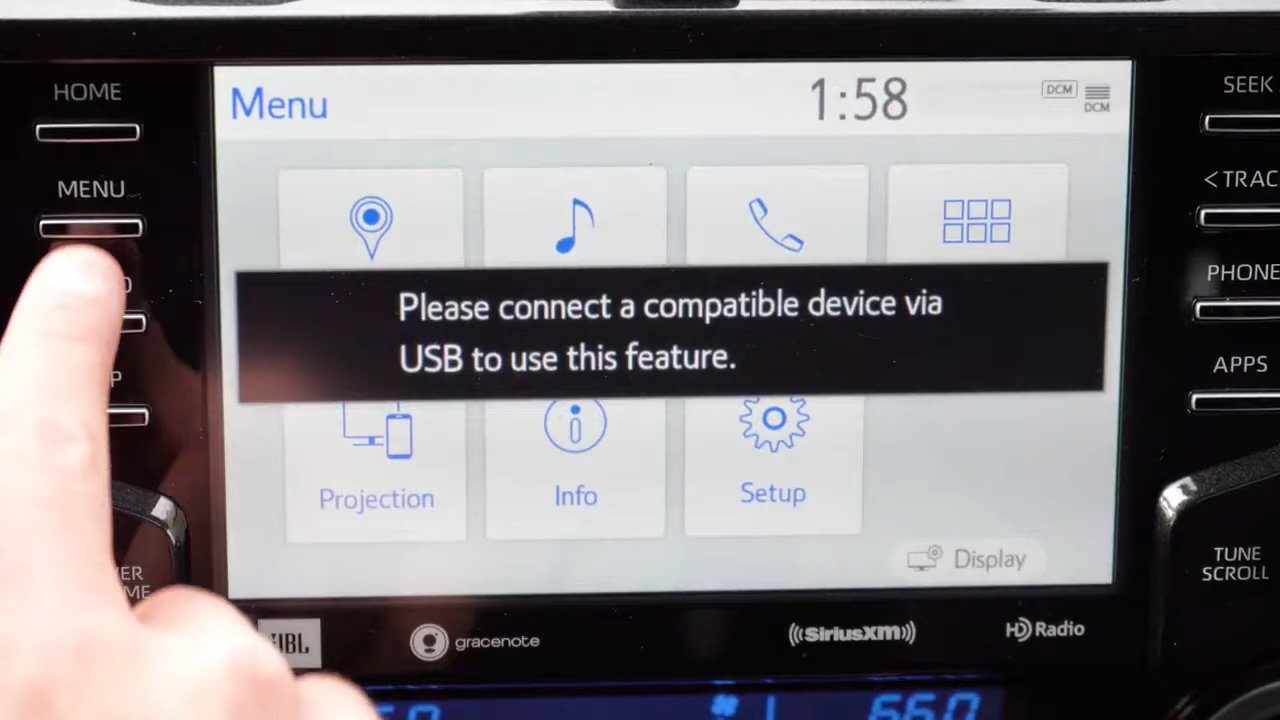 HOME
MENU
Menu
1:58
DCM
DCM
SEEK
<TRAC
PHONE
APPS
Please connect a compatible device via
USB to use this feature.
Projection
Info
Setup
Display
TUNE
SCROLL
JBL
gracenote
((SiriusXM))
HD Radio
660